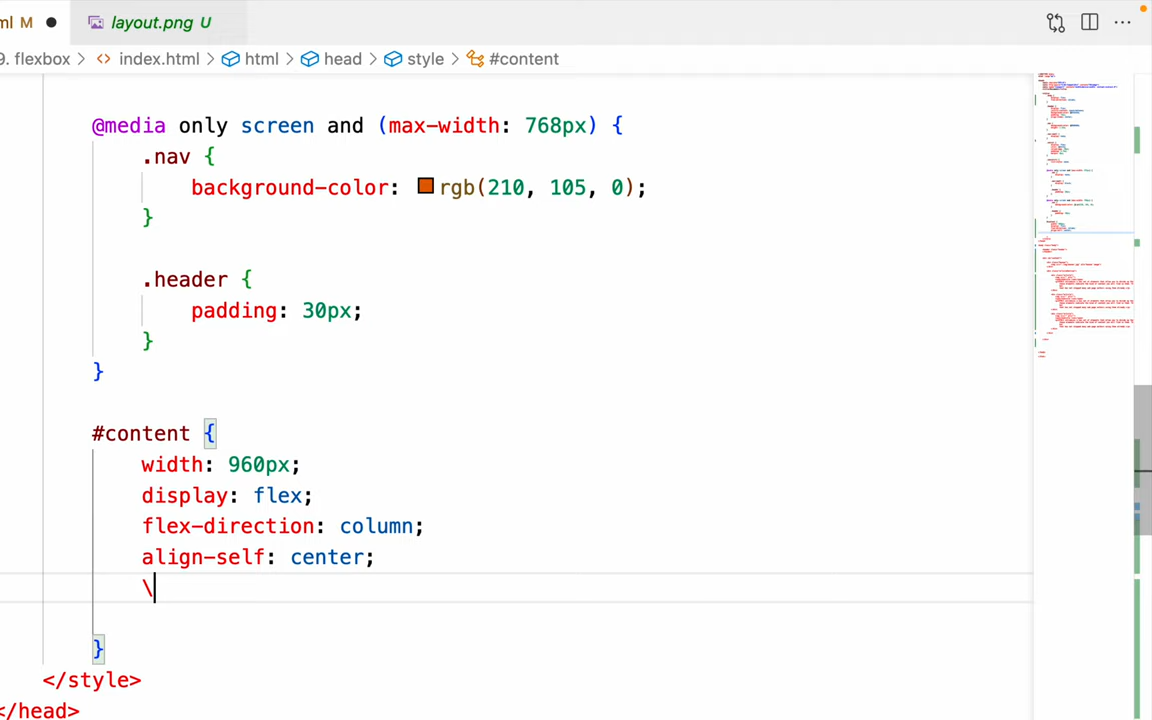 ml M ● layout.png U
9. flexbox > <> index.html > html > head > style > #content
@media only screen and (max-width: 768px) {
.nav {
background-color: rgb(210, 105, 0);
}
.header {
padding: 30px;
}
}
#content {
width: 960px;
display: flex;
flex-direction: column;
align-self: center;
\
}
</style>
</head>